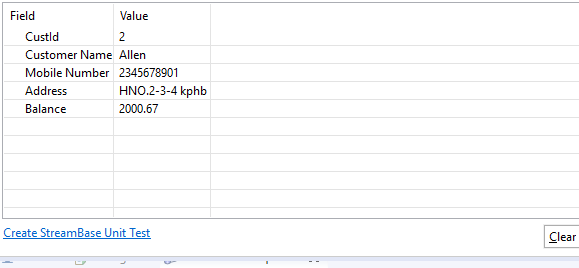 Field Value
CustId 2
Customer Name Allen
Mobile Number 2345678901
Address HNO.2-3-4 kphb
Balance 2000.67
Create StreamBase Unit Test
Clear